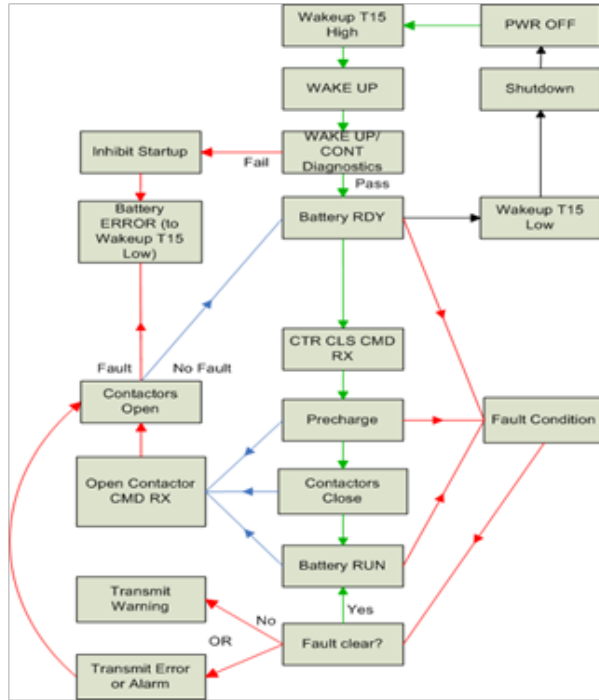 Wakeup T15
High
PWR OFF
WAKE UP
Shutdown
Inhibit Startup
Fail
WAKE UP/
CONT
Diagnostics
Pass
Battery
ERROR (to
Wakeup T15
Low)
Battery RDY
Wakeup T15
Low
CTR CLS CMD
RX
Fault
No Fault
Contactors
Open
Precharge
Fault Condition
Open Contactor
CMD RX
Contactors
Close
Battery RUN
Transmit
Warning
No
Yes
OR
Fault clear?
Transmit Error
or Alarm